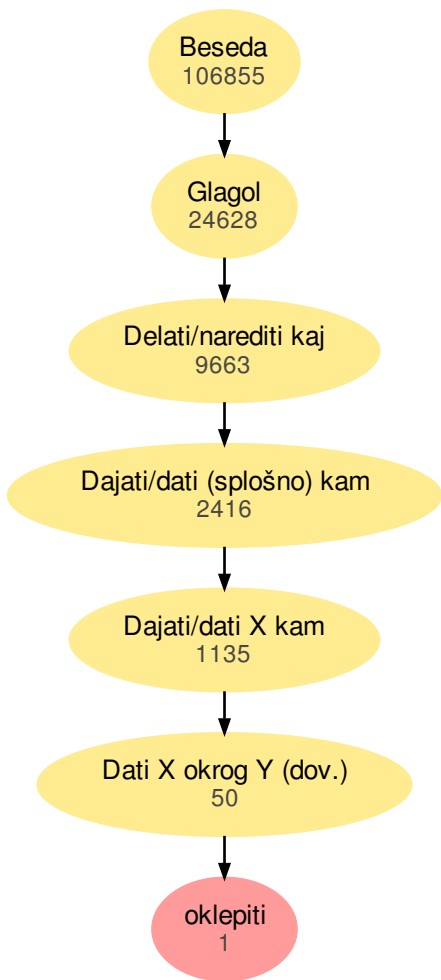 Beseda
106855
Glagol
24628
Delati/narediti kaj
9663
Dajati/dati (splošno) kam
2416
Dajati/dati X kam
1135
Dati X okrog Y (dov.)
50
oklepiti
1